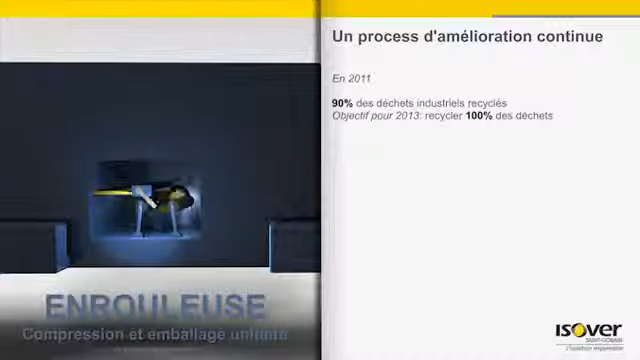 Un process d'amélioration continue
En 2011
90% des déchets industriels recyclés
Objectif pour 2013: recycler 100% des déchets
ENROULEUSE
Compression et emballage unitaire
isover
SAINT-GOBAIN
L'isolation responsable